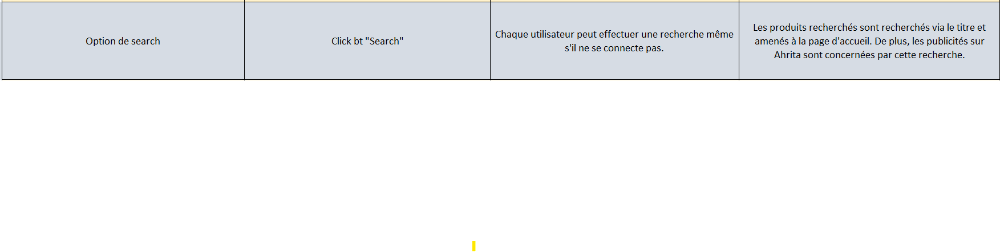 Option de search
Click bt "Search"
Chaque utilisateur peut effectuer une recherche même
s'il ne se connecte pas.
Les produits recherchés sont recherchés via le titre et
amenés à la page d'accueil. De plus, les publicités sur
Ahrita sont concernées par cette recherche.